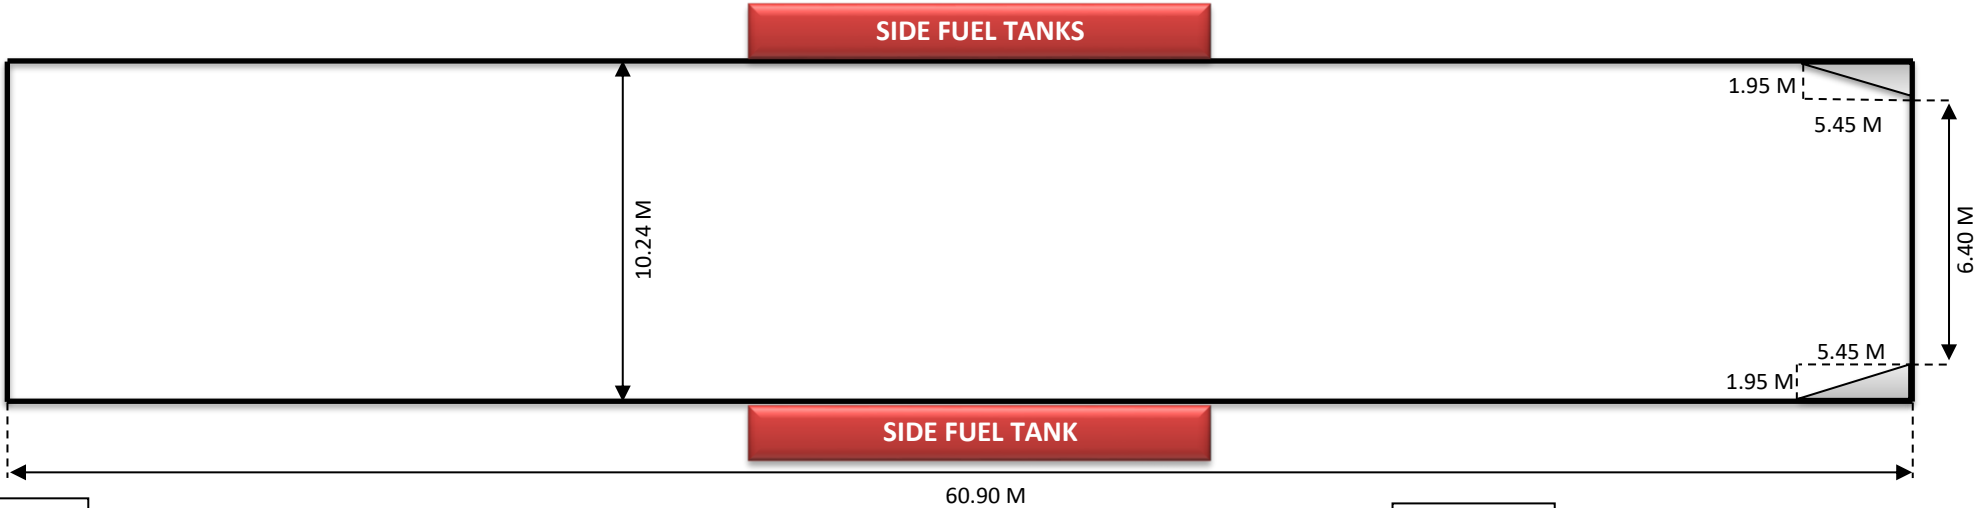 SIDE FUEL TANKS
1.95 M
5.45 M
10.24 M
6.40 M
5.45 M
1.95 M
SIDE FUEL TANK
60.90 M